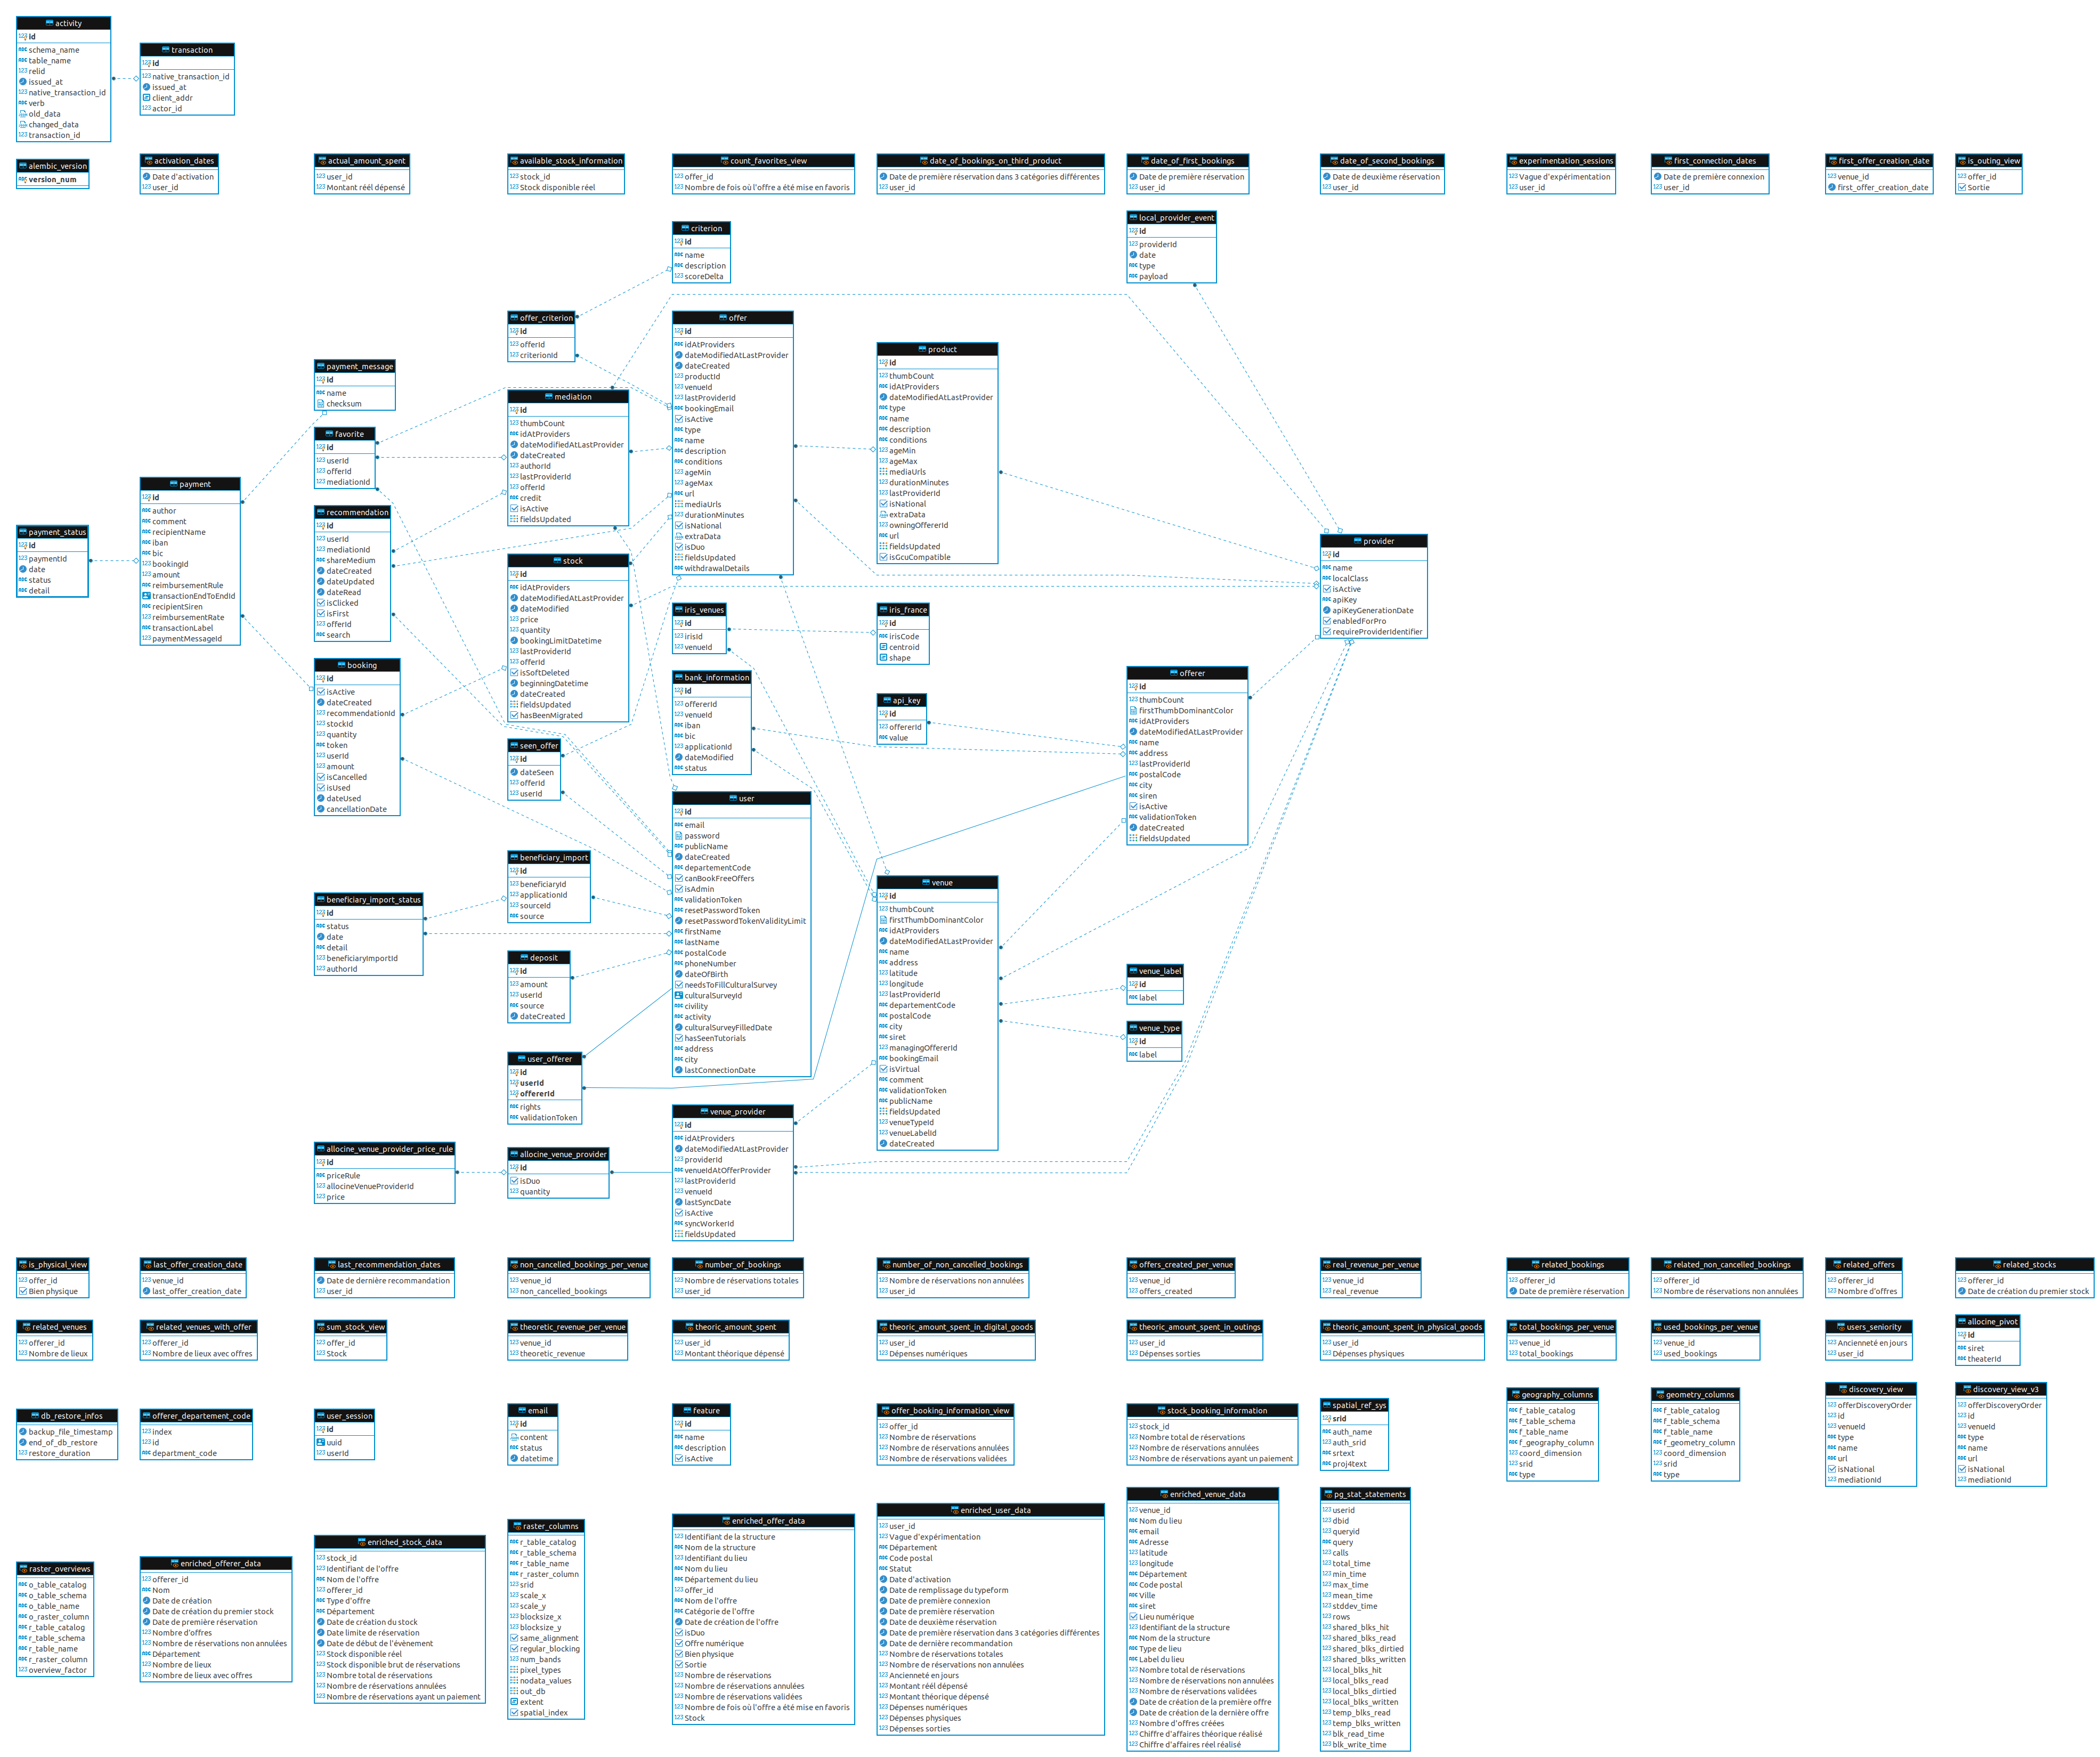 activity
id
schema_name
table_name
relid
issued_at
native_transaction_id
verb
old_data
changed_data
transaction_id
transaction
id
native_transaction_id
issued_at
client_addr
actor_id
alembic_version
version_num
activation_dates
Date d'activation
user_id
actual_amount_spent
user_id
Montant réél dépensé
available_stock_information
stock_id
Stock disponible réel
count_favorites_view
offer_id
Nombre de fois où l'offre a été mise en favoris
date_of_bookings_on_third_product
Date de première réservation dans 3 catégories différentes
user_id
date_of_first_bookings
Date de première réservation
user_id
date_of_second_bookings
Date de deuxième réservation
user_id
experimentation_sessions
Vague d'expérimentation
user_id
first_connection_dates
Date de première connexion
user_id
first_offer_creation_date
venue_id
first_offer_creation_date
is_outing_view
offer_id
Sortie
criterion
id
name
description
scoreDelta
local_provider_event
id
providerId
date
type
payload
offer_criterion
id
offerId
criterionId
offer
id
idAtProviders
dateModifiedAtLastProvider
dateCreated
productId
venueId
lastProviderId
bookingEmail
isActive
type
name
description
conditions
ageMin
ageMax
url
mediaUrls
durationMinutes
isNational
extraData
isDuo
fieldsUpdated
withdrawalDetails
product
id
thumbCount
idAtProviders
dateModifiedAtLastProvider
type
name
description
conditions
ageMin
ageMax
mediaUrls
durationMinutes
lastProviderId
isNational
extraData
owningOffererId
url
fieldsUpdated
isGcuCompatible
payment_message
id
name
checksum
mediation
id
thumbCount
idAtProviders
dateModifiedAtLastProvider
dateCreated
authorId
lastProviderId
offerId
credit
isActive
fieldsUpdated
favorite
id
userId
offerId
mediationId
payment
id
author
comment
recipientName
iban
bic
bookingId
amount
reimbursementRule
transactionEndToEndId
recipientSiren
reimbursementRate
transactionLabel
paymentMessageId
recommendation
id
userId
mediationId
shareMedium
dateCreated
dateUpdated
dateRead
isClicked
isFirst
offerId
search
payment_status
id
paymentId
date
status
detail
provider
id
name
localClass
isActive
apiKey
apiKeyGenerationDate
enabledForPro
requireProviderIdentifier
stock
id
idAtProviders
dateModifiedAtLastProvider
dateModified
price
quantity
bookingLimitDatetime
lastProviderId
offerId
isSoftDeleted
beginningDatetime
dateCreated
fieldsUpdated
hasBeenMigrated
iris_venues
id
irisId
venueId
iris_france
id
irisCode
centroid
shape
booking
id
isActive
dateCreated
recommendationId
stockId
quantity
token
userId
amount
isCancelled
isUsed
dateUsed
cancellationDate
bank_information
id
offererId
venueId
iban
bic
applicationId
dateModified
status
api_key
id
offererId
value
offerer
id
thumbCount
firstThumbDominantColor
idAtProviders
dateModifiedAtLastProvider
name
address
lastProviderId
postalCode
city
siren
isActive
validationToken
dateCreated
fieldsUpdated
seen_offer
id
dateSeen
offerId
userId
user
id
email
password
publicName
dateCreated
departementCode
canBookFreeOffers
isAdmin
validationToken
resetPasswordToken
resetPasswordTokenValidityLimit
firstName
lastName
postalCode
phoneNumber
dateOfBirth
needsToFillCulturalSurvey
culturalSurveyId
civility
activity
culturalSurveyFilledDate
hasSeenTutorials
address
city
lastConnectionDate
beneficiary_import
id
beneficiaryId
applicationId
sourceId
source
beneficiary_import_status
id
status
date
detail
beneficiaryImportId
authorId
venue
id
thumbCount
firstThumbDominantColor
idAtProviders
dateModifiedAtLastProvider
name
address
latitude
longitude
lastProviderId
departementCode
postalCode
city
siret
managingOffererId
bookingEmail
isVirtual
comment
validationToken
publicName
fieldsUpdated
venueTypeId
venueLabelId
dateCreated
deposit
id
amount
userId
source
dateCreated
venue_label
id
label
venue_type
id
label
user_offerer
id
userId
offererId
rights
validationToken
venue_provider
id
idAtProviders
dateModifiedAtLastProvider
providerId
venueIdAtOfferProvider
lastProviderId
venueId
lastSyncDate
isActive
syncWorkerId
fieldsUpdated
allocine_venue_provider_price_rule
id
priceRule
allocineVenueProviderId
price
allocine_venue_provider
id
isDuo
quantity
is_physical_view
offer_id
Bien physique
last_offer_creation_date
venue_id
last_offer_creation_date
last_recommendation_dates
Date de dernière recommandation
user_id
non_cancelled_bookings_per_venue
venue_id
non_cancelled_bookings
number_of_bookings
Nombre de réservations totales
user_id
number_of_non_cancelled_bookings
Nombre de réservations non annulées
user_id
offers_created_per_venue
venue_id
offers_created
real_revenue_per_venue
venue_id
real_revenue
related_bookings
offerer_id
Date de première réservation
related_non_cancelled_bookings
offerer_id
Nombre de réservations non annulées
related_offers
offerer_id
Nombre d'offres
related_stocks
offerer_id
Date de création du premier stock
related_venues
offerer_id
Nombre de lieux
related_venues_with_offer
offerer_id
Nombre de lieux avec offres
sum_stock_view
offer_id
Stock
theoretic_revenue_per_venue
venue_id
theoretic_revenue
theoric_amount_spent
user_id
Montant théorique dépensé
theoric_amount_spent_in_digital_goods
user_id
Dépenses numériques
theoric_amount_spent_in_outings
user_id
Dépenses sorties
theoric_amount_spent_in_physical_goods
user_id
Dépenses physiques
total_bookings_per_venue
venue_id
total_bookings
used_bookings_per_venue
venue_id
used_bookings
users_seniority
Ancienneté en jours
user_id
allocine_pivot
id
siret
theaterId
db_restore_infos
backup_file_timestamp
end_of_db_restore
restore_duration
offerer_departement_code
index
id
department_code
user_session
id
uuid
userId
email
id
content
status
datetime
feature
id
name
description
isActive
offer_booking_information_view
offer_id
Nombre de réservations
Nombre de réservations annulées
Nombre de réservations validées
stock_booking_information
stock_id
Nombre total de réservations
Nombre de réservations annulées
Nombre de réservations ayant un paiement
spatial_ref_sys
srid
auth_name
auth_srid
srtext
proj4text
geography_columns
f_table_catalog
f_table_schema
f_table_name
f_geography_column
coord_dimension
srid
type
geometry_columns
f_table_catalog
f_table_schema
f_table_name
f_geometry_column
coord_dimension
srid
type
discovery_view
offerDiscoveryOrder
id
venueId
type
name
url
isNational
mediationId
discovery_view_v3
offerDiscoveryOrder
id
venueId
type
name
url
isNational
mediationId
raster_overviews
o_table_catalog
o_table_schema
o_table_name
o_raster_column
r_table_catalog
r_table_schema
r_table_name
r_raster_column
overview_factor
enriched_offerer_data
offerer_id
Nom
Date de création
Date de création du premier stock
Date de première réservation
Nombre d'offres
Nombre de réservations non annulées
Département
Nombre de lieux
Nombre de lieux avec offres
enriched_stock_data
stock_id
Identifiant de l'offre
Nom de l'offre
offerer_id
Type d'offre
Département
Date de création du stock
Date limite de réservation
Date de début de l'évènement
Stock disponible réel
Stock disponible brut de réservations
Nombre total de réservations
Nombre de réservations annulées
Nombre de réservations ayant un paiement
raster_columns
r_table_catalog
r_table_schema
r_table_name
r_raster_column
srid
scale_x
scale_y
blocksize_x
blocksize_y
same_alignment
regular_blocking
num_bands
pixel_types
nodata_values
out_db
extent
spatial_index
enriched_offer_data
Identifiant de la structure
Nom de la structure
Identifiant du lieu
Nom du lieu
Département du lieu
offer_id
Nom de l'offre
Catégorie de l'offre
Date de création de l'offre
isDuo
Offre numérique
Bien physique
Sortie
Nombre de réservations
Nombre de réservations annulées
Nombre de réservations validées
Nombre de fois où l'offre a été mise en favoris
Stock
enriched_user_data
user_id
Vague d'expérimentation
Département
Code postal
Statut
Date d'activation
Date de remplissage du typeform
Date de première connexion
Date de première réservation
Date de deuxième réservation
Date de première réservation dans 3 catégories différentes
Date de dernière recommandation
Nombre de réservations totales
Nombre de réservations non annulées
Ancienneté en jours
Montant réél dépensé
Montant théorique dépensé
Dépenses numériques
Dépenses physiques
Dépenses sorties
enriched_venue_data
venue_id
Nom du lieu
email
Adresse
latitude
longitude
Département
Code postal
Ville
siret
Lieu numérique
Identifiant de la structure
Nom de la structure
Type de lieu
Label du lieu
Nombre total de réservations
Nombre de réservations non annulées
Nombre de réservations validées
Date de création de la première offre
Date de création de la dernière offre
Nombre d'offres créées
Chiffre d'affaires théorique réalisé
Chiffre d'affaires réel réalisé
pg_stat_statements
userid
dbid
queryid
query
calls
total_time
min_time
max_time
mean_time
stddev_time
rows
shared_blks_hit
shared_blks_read
shared_blks_dirtied
shared_blks_written
local_blks_hit
local_blks_read
local_blks_dirtied
local_blks_written
temp_blks_read
temp_blks_written
blk_read_time
blk_write_time